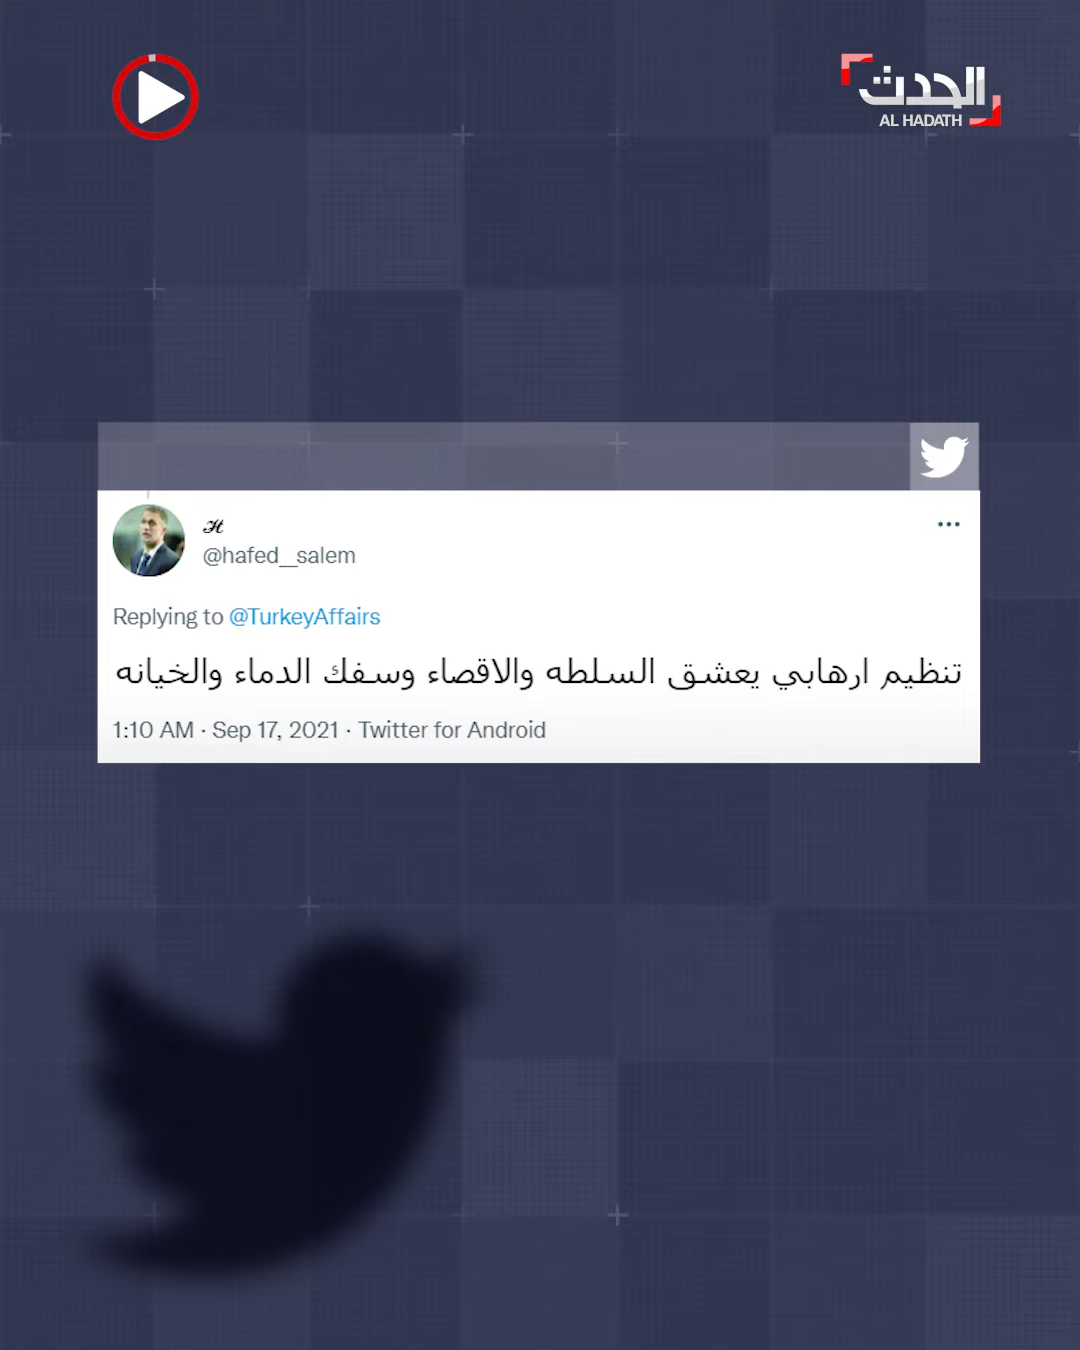 الحدث
AL HADATH
ℋ
@hafed__salem
Replying to @TurkeyAffairs
تنظيم ارهابي يعشق السلطه والاقصاء وسفك الدماء والخيانه
1:10 AM · Sep 17, 2021 · Twitter for Android